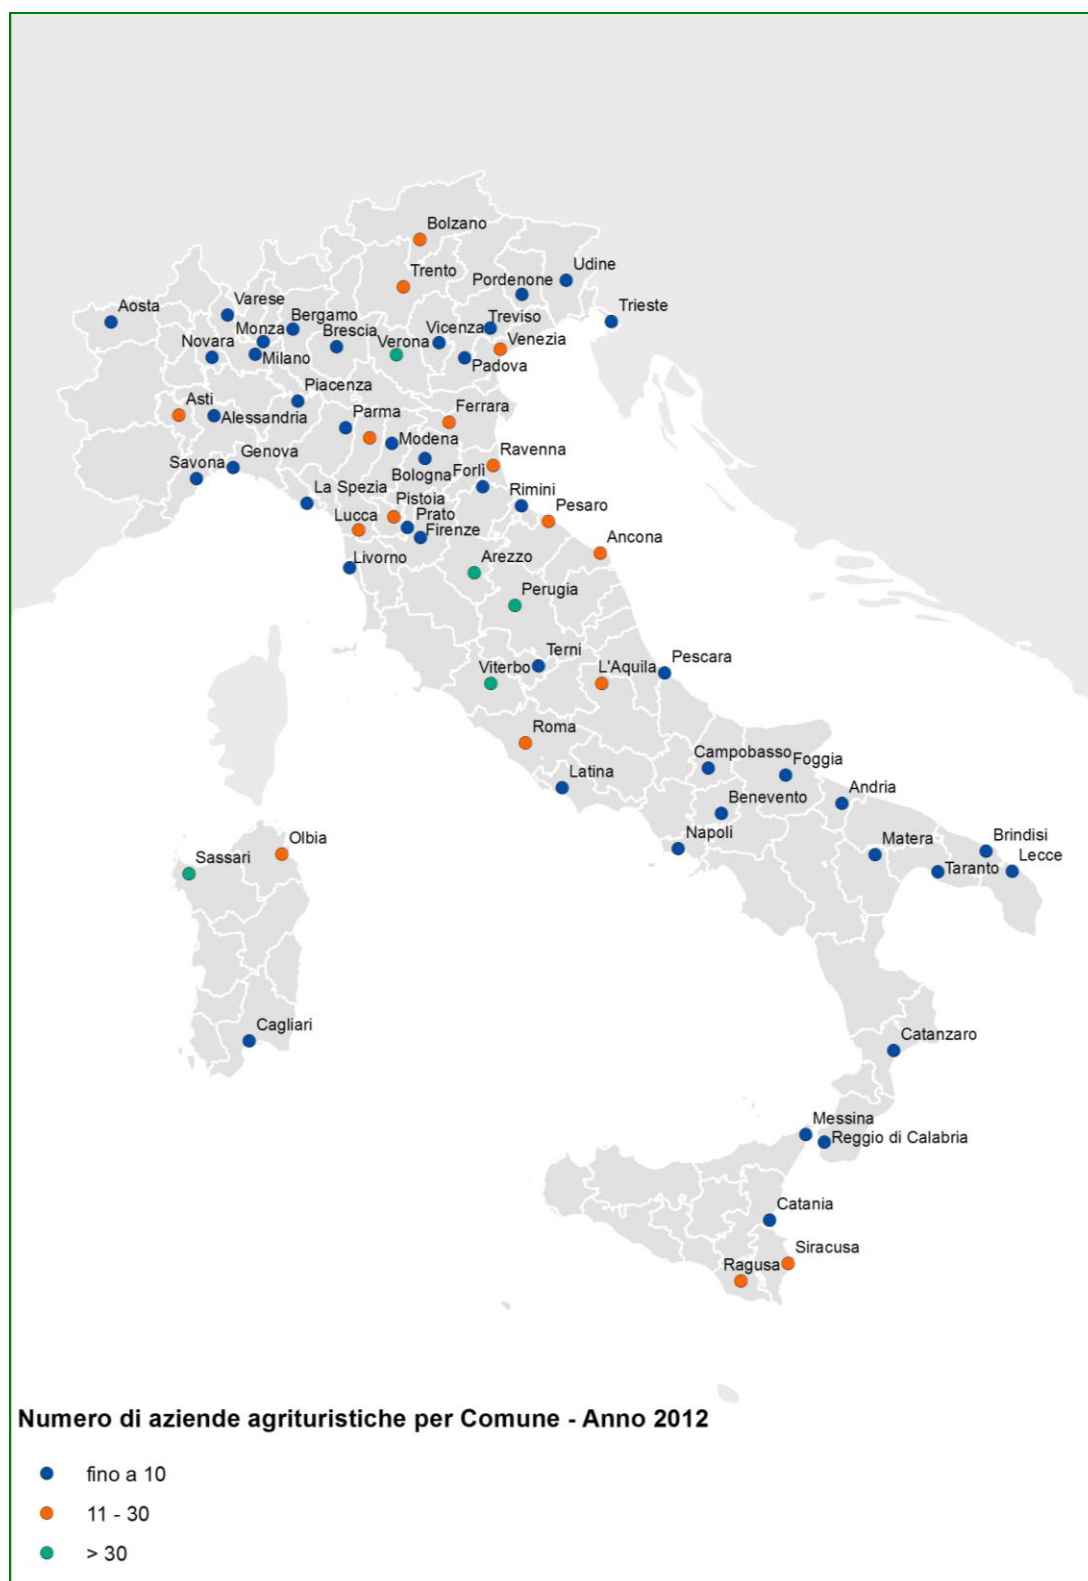 Bolzano
Trento
Udine
Pordenone
Aosta
Varese
Bergamo
Trieste
Monza
Brescia
Vicenza
Treviso
Novara
Verona
Venezia
Milano
Padova
Piacenza
Asti
Alessandria
Parma
Ferrara
Modena
Genova
Ravenna
Savona
Bologna
Forlì
La Spezia
Pistoia
Rimini
Lucca
Prato
Pesaro
Firenze
Ancona
Livorno
Arezzo
Perugia
Terni
Viterbo
L'Aquila
Pescara
Roma
Campobasso
Foggia
Latina
Andria
Benevento
Napoli
Olbia
Matera
Brindisi
Sassari
Lecce
Taranto
Cagliari
Catanzaro
Messina
Reggio di Calabria
Catania
Siracusa
Ragusa
Numero di aziende agrituristiche per Comune - Anno 2012
fino a 10
11 - 30
> 30